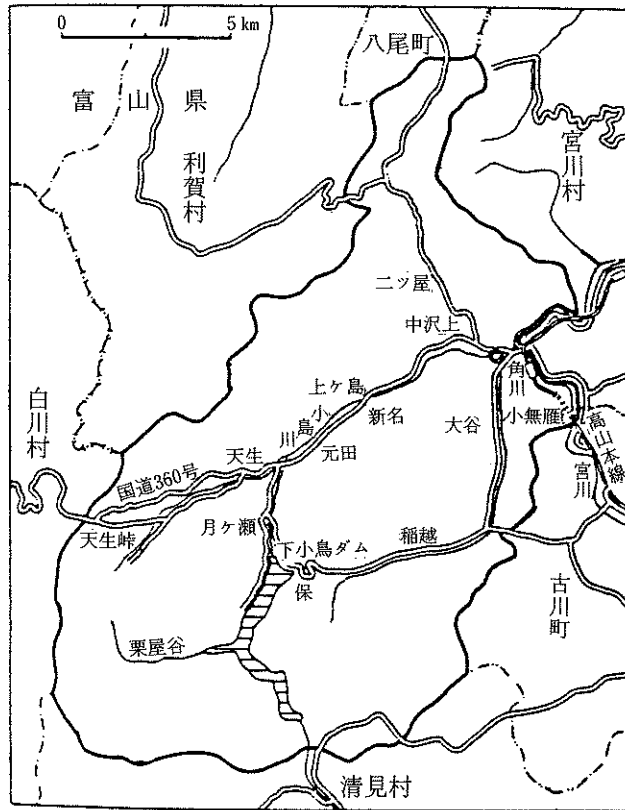 0 5 km
八尾町
富山県
利賀村
宮川村
二ッ屋
中沢上
角川
上ケ島
小島
川
新名
元田
大谷
小無雁
高山本線
宮川
白川村
天生
国道360号
天生峠
月ヶ瀬
下小鳥ダム
保
稲越
古川町
栗屋谷
清見村